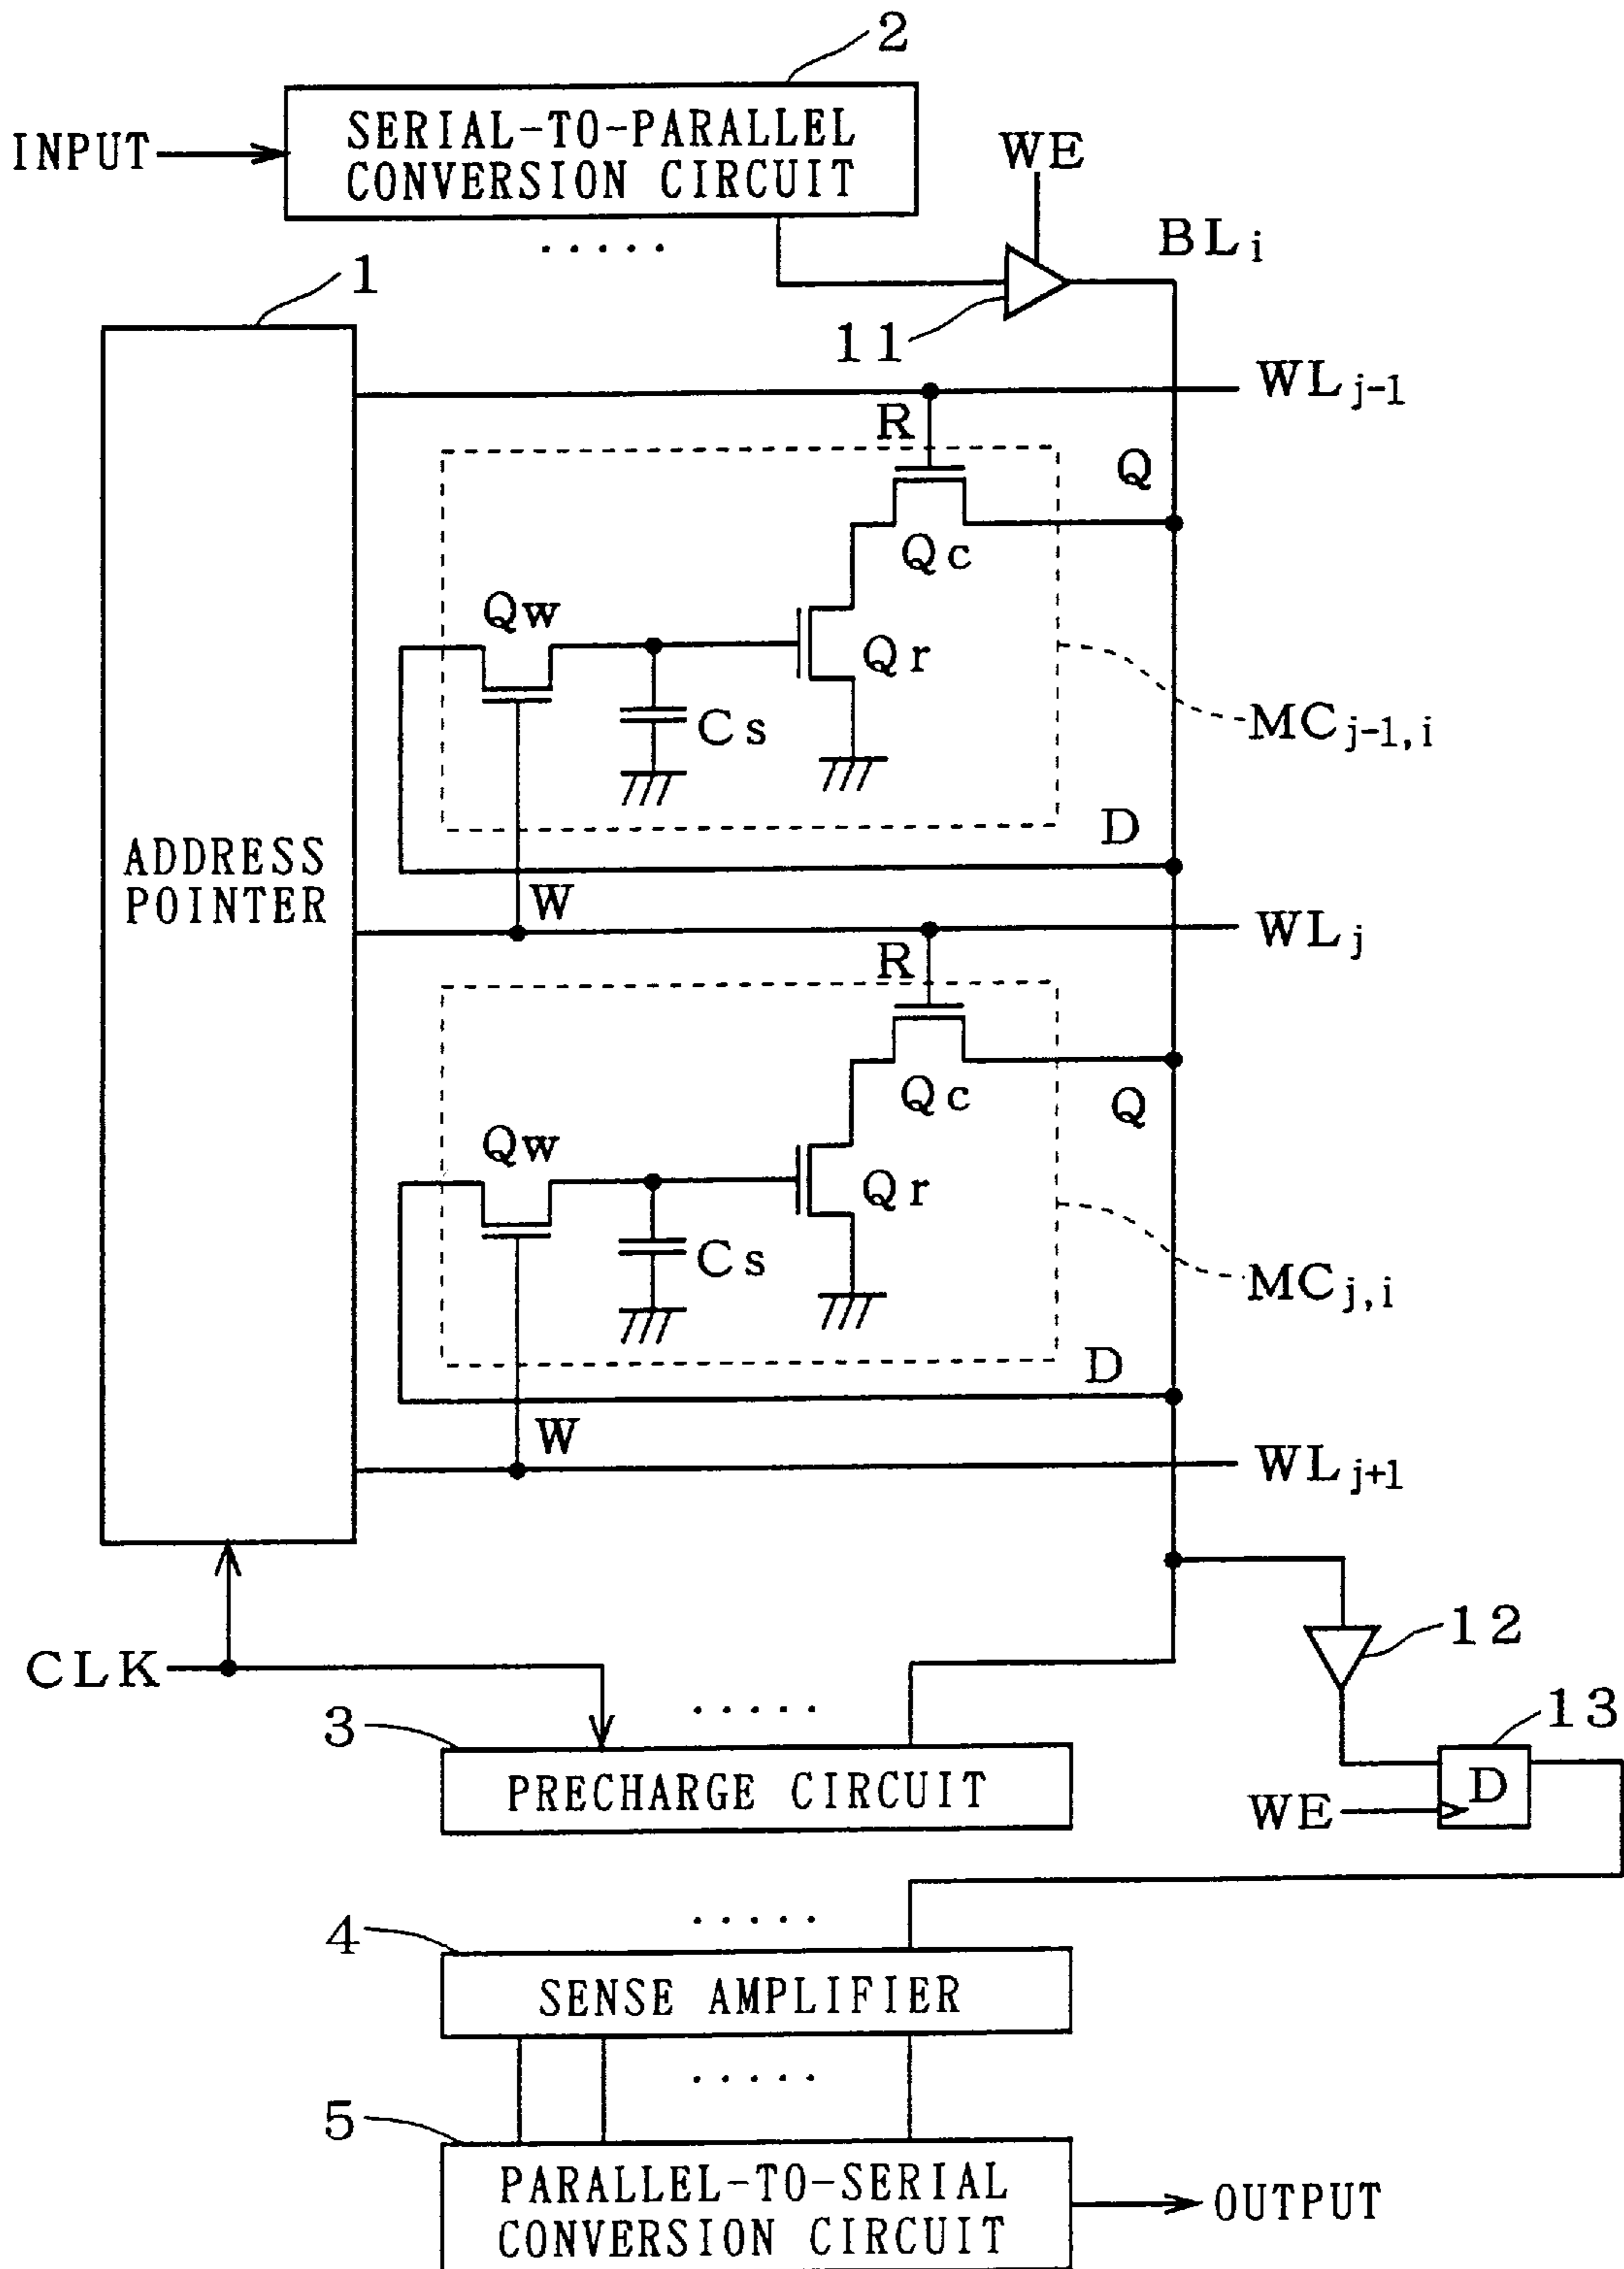 2
SERIAL-TO-PARALLEL
CONVERSION CIRCUIT
INPUT
WE
BLi
1
11
WLj-1
R
Q
Qc
Qw
Qr
Cs
MCj-1,i
D
ADDRESS
POINTER
W
WLj
R
Qc
Q
Qw
Qr
Cs
MCj,i
D
W
WLj+1
CLK
12
3
13
PRECHARGE CIRCUIT
D
WE
4
SENSE AMPLIFIER
5
PARALLEL-TO-SERIAL
CONVERSION CIRCUIT
OUTPUT